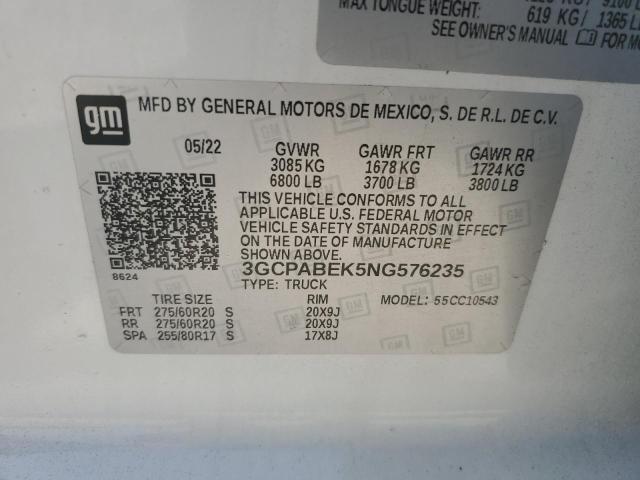 MAX TONGUE WEIGHT: 619 KG / 1365 L
SEE OWNER'S MANUAL FOR MO
gm
MFD BY GENERAL MOTORS DE MEXICO, S. DE R.L. DE C.V.
05/22 GVWR GAWR FRT GAWR RR
3085 KG 1678 KG 1724 KG
6800 LB 3700 LB 3800 LB
THIS VEHICLE CONFORMS TO ALL
APPLICABLE U.S. FEDERAL MOTOR
VEHICLE SAFETY STANDARDS IN EFFECT
ON THE DATE OF MANUFACTURE
SHOWN ABOVE.
8624
3GCPABEK5NG576235
TYPE: TRUCK
MODEL: 55CC10543
TIRE SIZE RIM
FRT 275/60R20 S 20X9J
RR 275/60R20 S 20X9J
SPA 255/80R17 S 17X8J